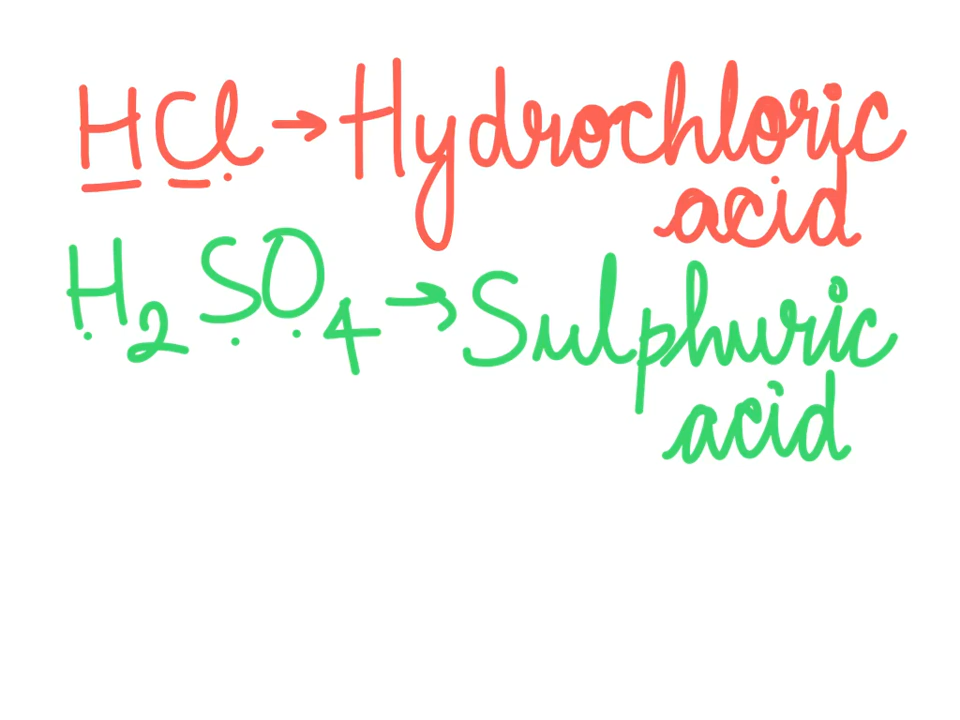 HCl → Hydrochloric
acid
H₂SO₄ → Sulphuric
acid